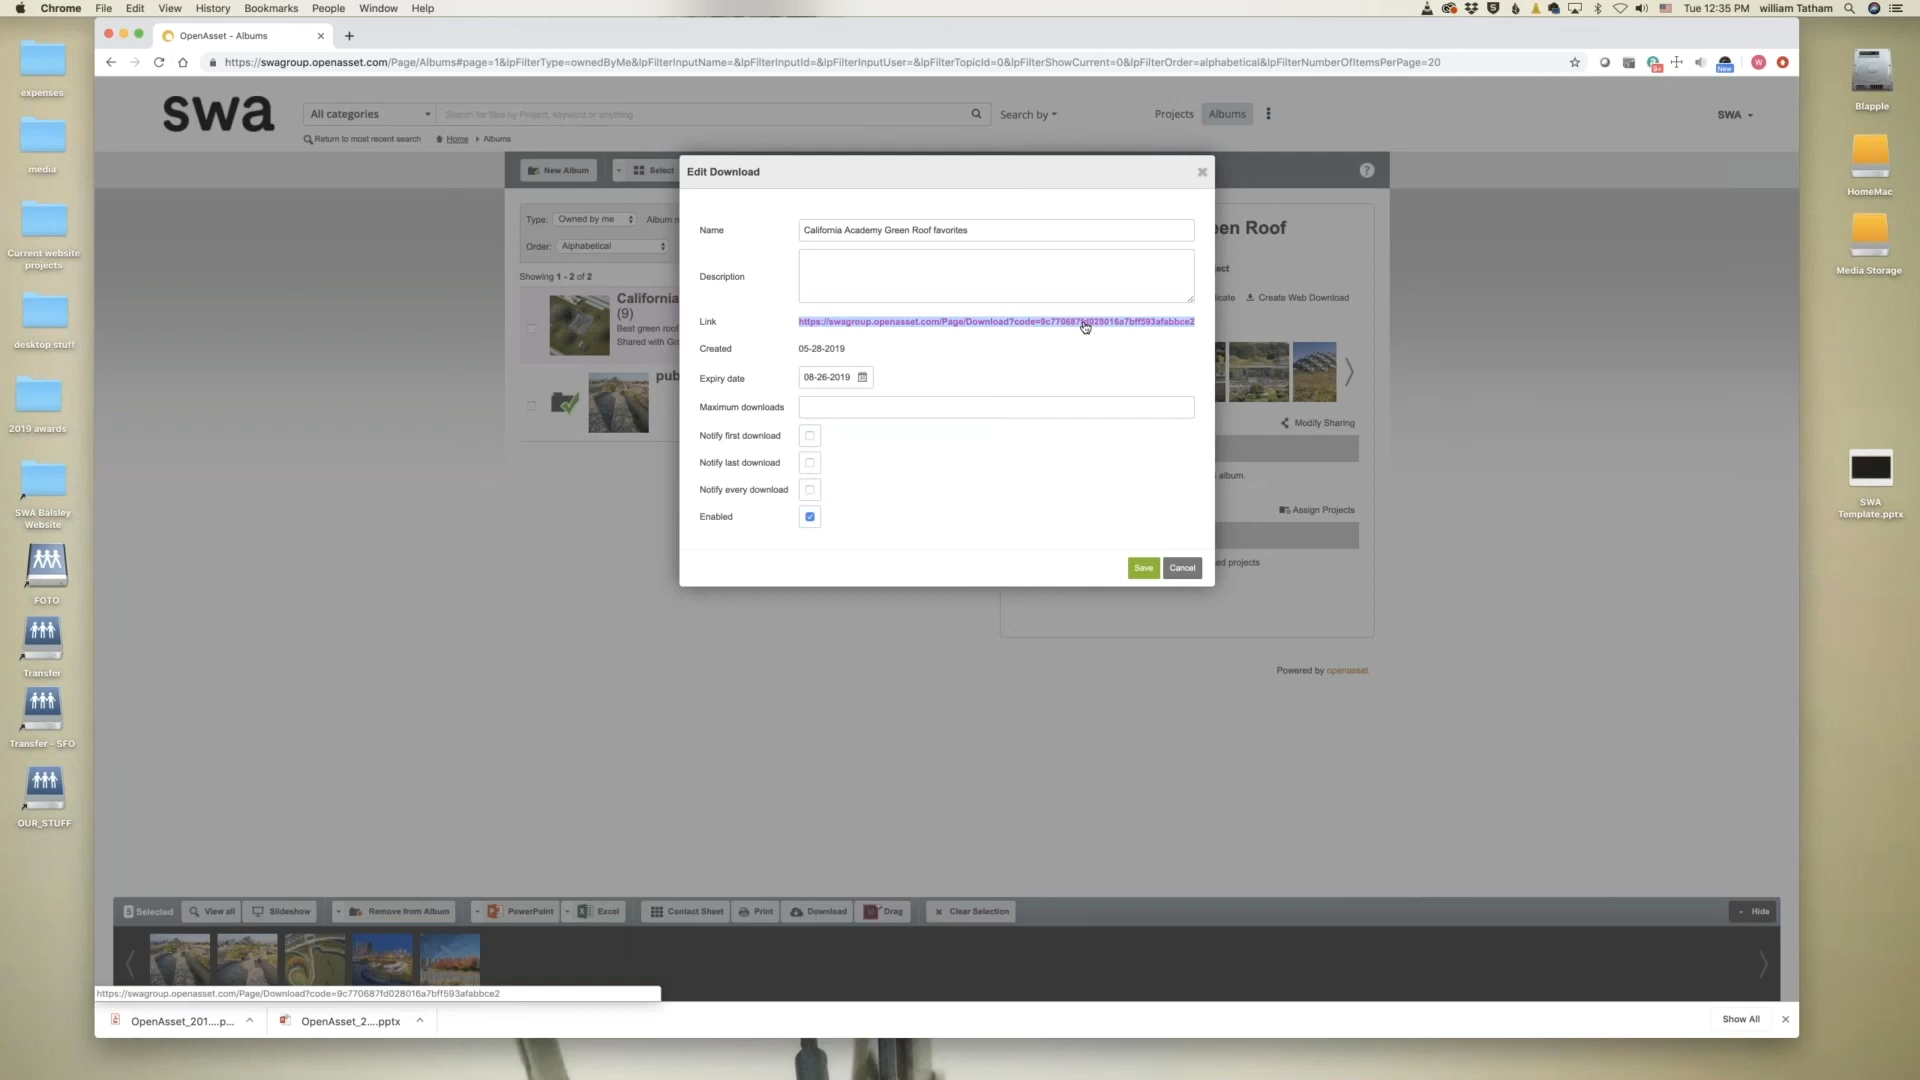 Chrome File Edit View History Bookmarks People Window Help
Tue 12:35 PM william Tatham
OpenAsset - Albums
https://swagroup.openasset.com/Page/Albums#page=1&lpFilterType=ownedByMe&lpFilterInputName=&lpFilterInputId=&lpFilterInputUser=&lpFilterTopicId=0&lpFilterShowCurrent=0&lpFilterOrder=alphabetical&lpFilterNumberOfItemsPerPage=20
swa
All categories
Search for files by Project, Keyword or anything
Search by
Projects Albums
SWA
Return to most recent search Home Albums
New Album
Select
Edit Download
Type: Owned by me Album
Order: Alphabetical
Showing 1 - 2 of 2
California
(9)
Best green roof
Shared with
pub
Name California Academy Green Roof favorites
Description
Link https://swagroup.openasset.com/Page/Download?code=9c770687fd028016a7bff593afabbce2
Created 05-28-2019
Expiry date 08-26-2019
Maximum downloads
Notify first download
Notify last download
Notify every download
Enabled
Save Cancel
een Roof
ect
icate Create Web Download
Modify Sharing
album.
Assign Projects
ed projects
Powered by openasset
5 Selected View all Slideshow Remove from Album PowerPoint Excel Contact Sheet Print Download Drag Clear Selection Hide
https://swagroup.openasset.com/Page/Download?code=9c770687fd028016a7bff593afabbce2
OpenAsset_201....p...
OpenAsset_2....pptx
Show All
expenses
media
Current website
projects
desktop stuff
2019 awards
SWA Balsley
Website
FOTO
Transfer
Transfer - SFO
OUR_STUFF
Blapple
HomeMac
Media Storage
SWA
Template.pptx